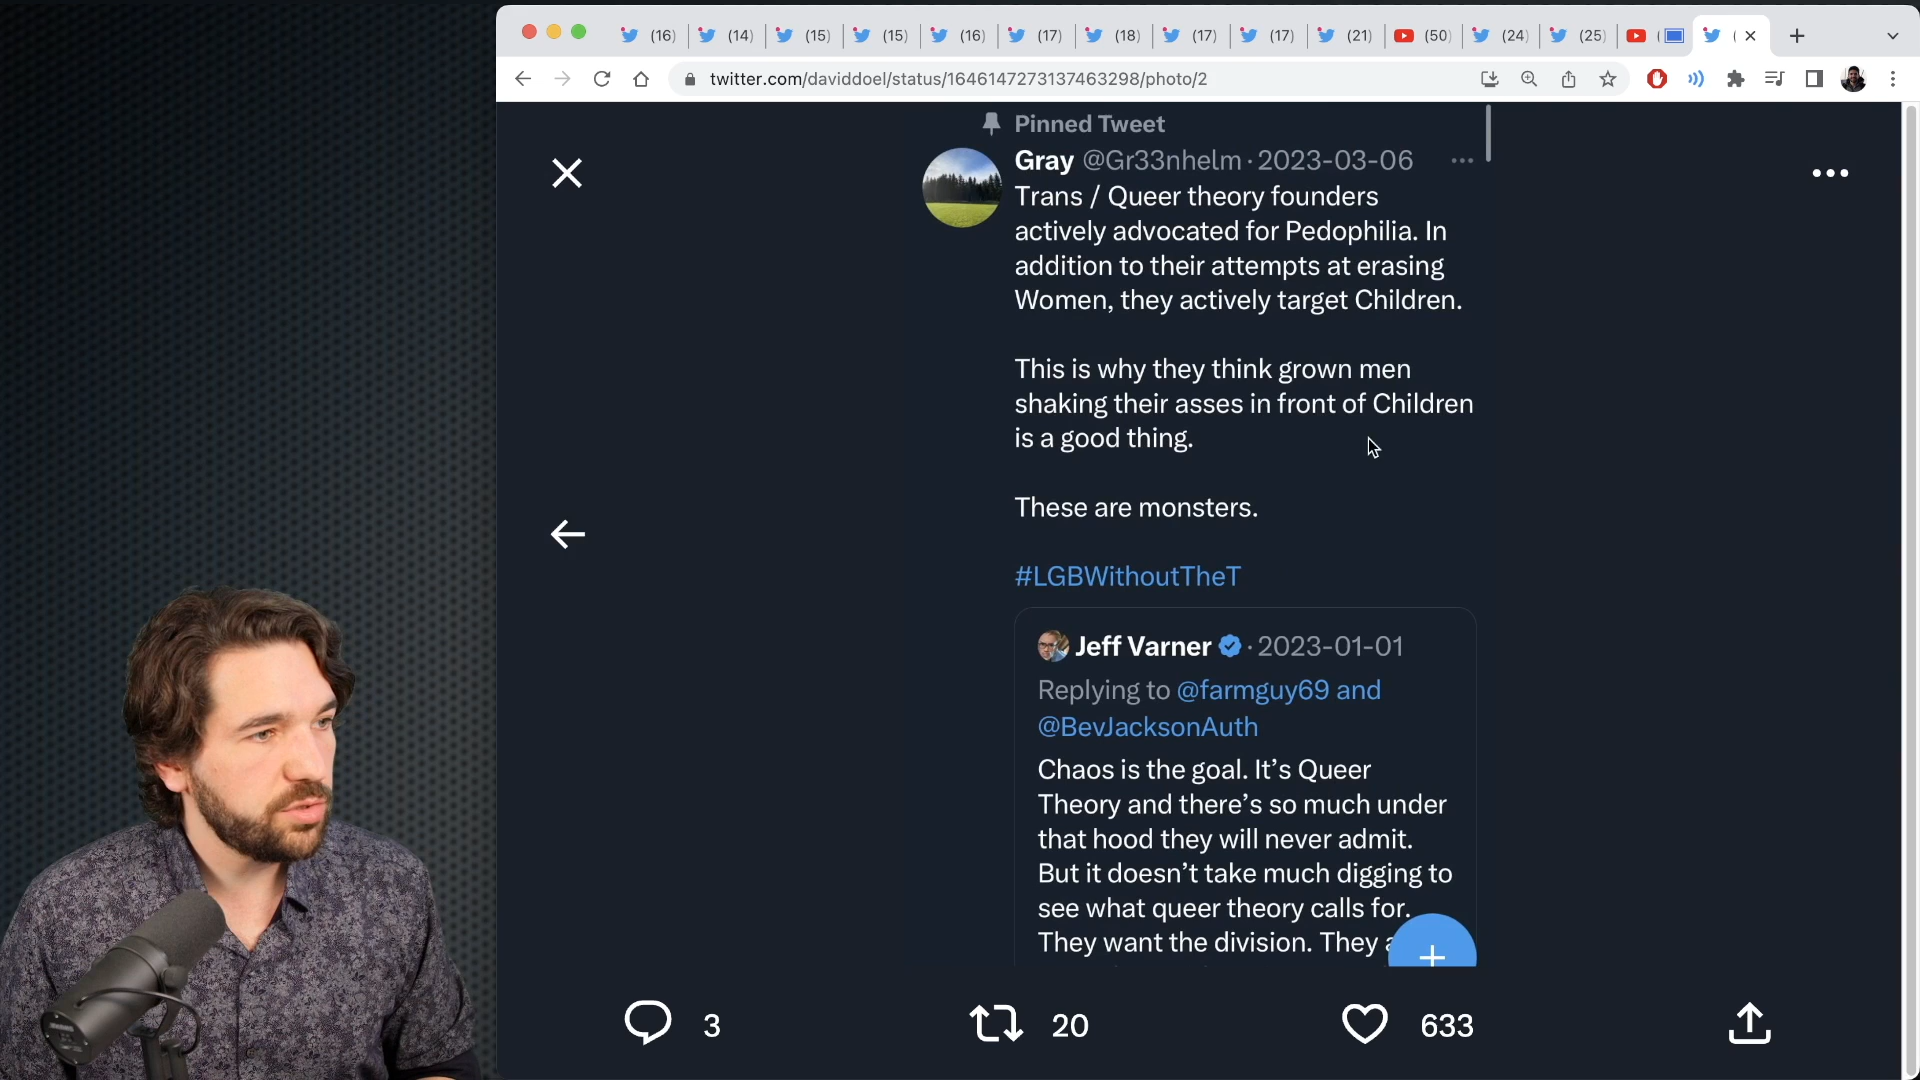 (16) (14) (15) (15) (16) (17) (18) (17) (17) (21) (50) (24) (25)
twitter.com/daviddoel/status/1646147273137463298/photo/2
Pinned Tweet
Gray @Gr33nhelm · 2023-03-06
Trans / Queer theory founders
actively advocated for Pedophilia. In
addition to their attempts at erasing
Women, they actively target Children.
This is why they think grown men
shaking their asses in front of Children
is a good thing.
These are monsters.
#LGBWithoutTheT
Jeff Varner · 2023-01-01
Replying to @farmguy69 and
@BevJacksonAuth
Chaos is the goal. It’s Queer
Theory and there’s so much under
that hood they will never admit.
But it doesn’t take much digging to
see what queer theory calls for.
They want the division. They
3
20
633